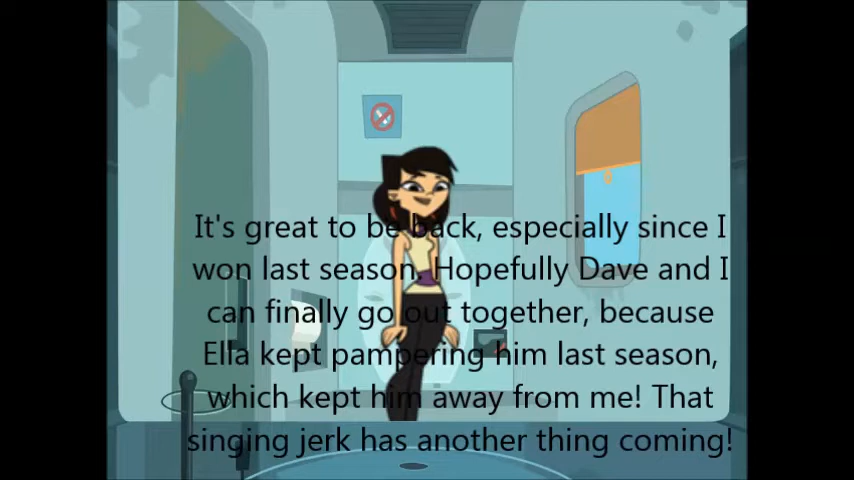 It's great to be back, especially since I
won last season. Hopefully Dave and I
can finally go out together, because
Ella kept pampering him last season,
which kept him away from me! That
singing jerk has another thing coming!